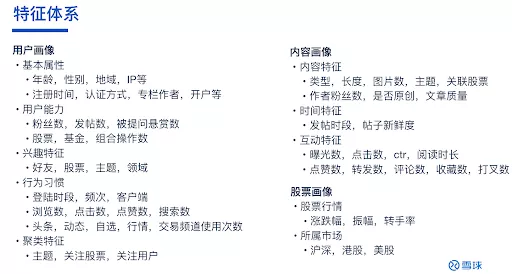 特征体系
用户画像
• 基本属性
• 年龄，性别，地域，IP等
• 注册时间，认证方式，专栏作者，开户等
• 用户能力
• 粉丝数，发帖数，被提问悬赏数
• 股票，基金，组合操作数
• 兴趣特征
• 好友，股票，主题，领域
• 行为习惯
• 登陆时段，频次，客户端
• 浏览数，点击数，点赞数，搜索数
• 头条，动态，自选，行情，交易频道使用次数
• 聚类特征
• 主题，关注股票，关注用户
内容画像
• 内容特征
• 类型，长度，图片数，主题，关联股票
• 作者粉丝数，是否原创，文章质量
• 时间特征
• 发帖时段，帖子新鲜度
• 互动特征
• 曝光数，点击数，ctr，阅读时长
• 点赞数，转发数，评论数，收藏数，打叉数
股票画像
• 股票行情
• 涨跌幅，振幅，转手率
• 所属市场
• 沪深，港股，美股
雪球